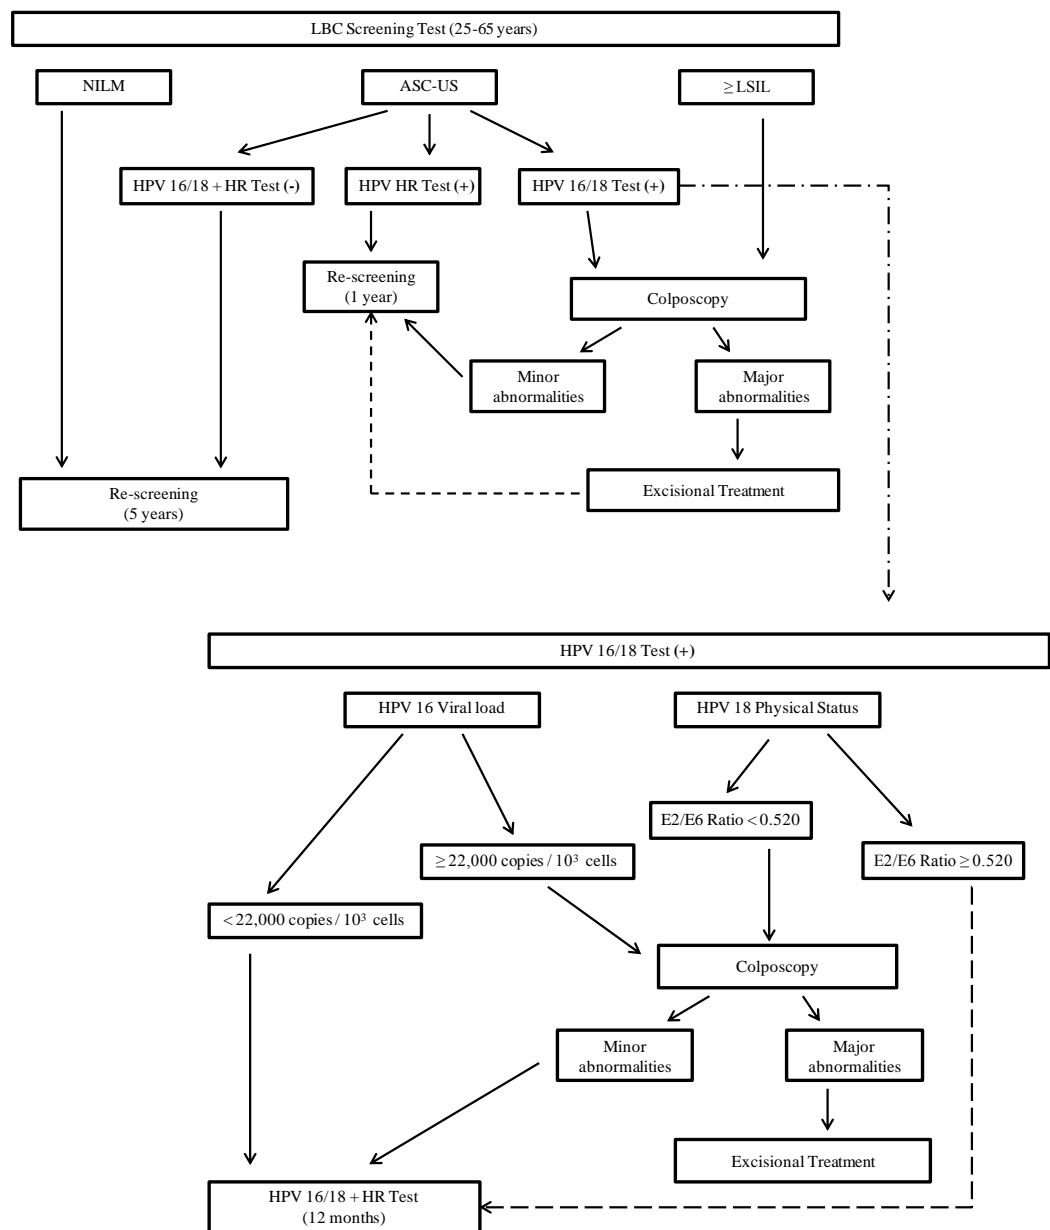 LBC Screening Test (25-65 years)
NILM
ASC-US
≥ LSIL
HPV 16/18 + HR Test (-)
HPV HR Test (+)
HPV 16/18 Test (+)
Re-screening
(1 year)
Colposcopy
Minor
abnormalities
Major
abnormalities
Re-screening
(5 years)
Excisional Treatment
HPV 16/18 Test (+)
HPV 16 Viral load
HPV 18 Physical Status
E2/E6 Ratio < 0.520
≥ 22,000 copies / 10³ cells
E2/E6 Ratio ≥ 0.520
< 22,000 copies / 10³ cells
Colposcopy
Minor
abnormalities
Major
abnormalities
Excisional Treatment
HPV 16/18 + HR Test
(12 months)